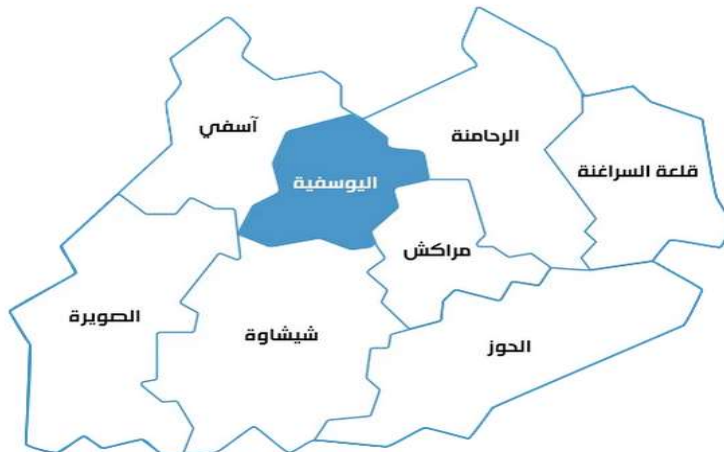 آسفي
الرحامنة
قلعة السراغنة
اليوسفية
مراكش
الصويرة
شيشاوة
الحوز